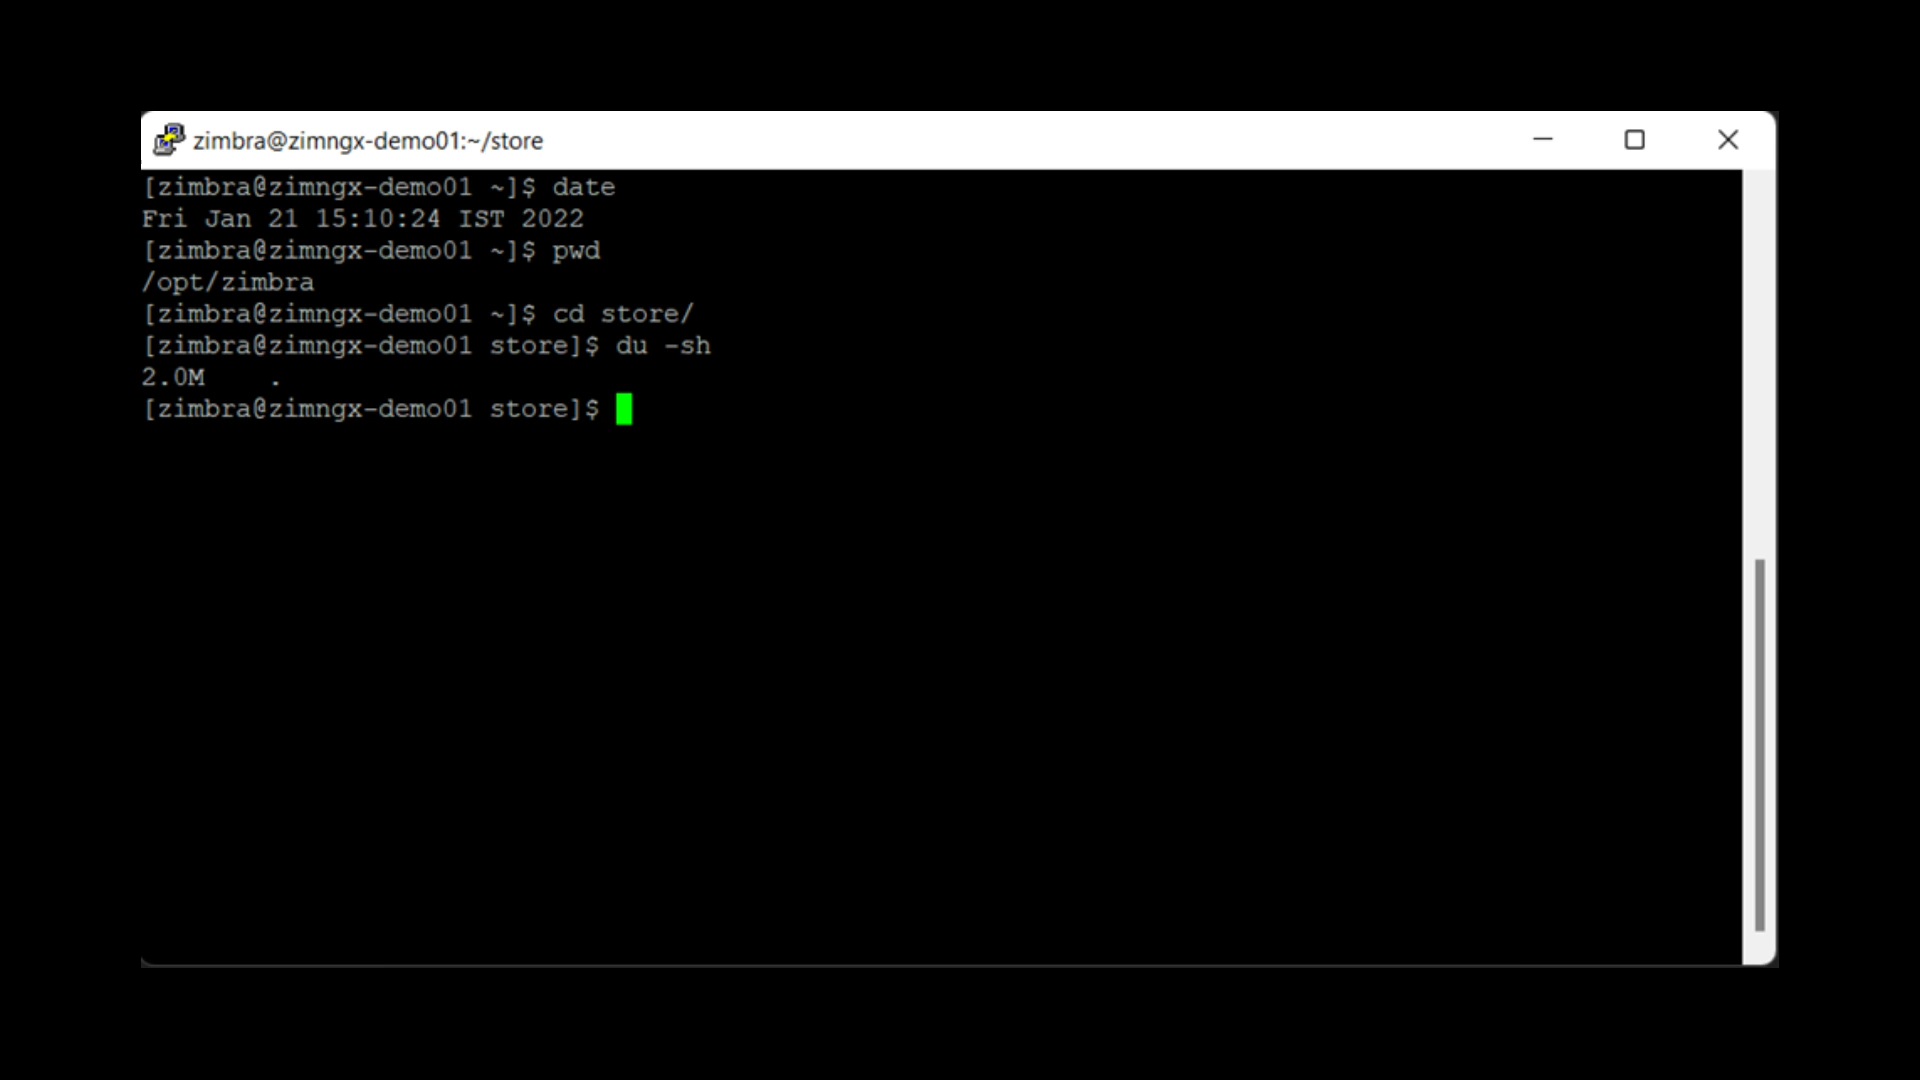 zimbra@zimngx-demo01:~/store
[zimbra@zimngx-demo01 ~]$ date
Fri Jan 21 15:10:24 IST 2022
[zimbra@zimngx-demo01 ~]$ pwd
/opt/zimbra
[zimbra@zimngx-demo01 ~]$ cd store/
[zimbra@zimngx-demo01 store]$ du -sh
2.0M    .
[zimbra@zimngx-demo01 store]$